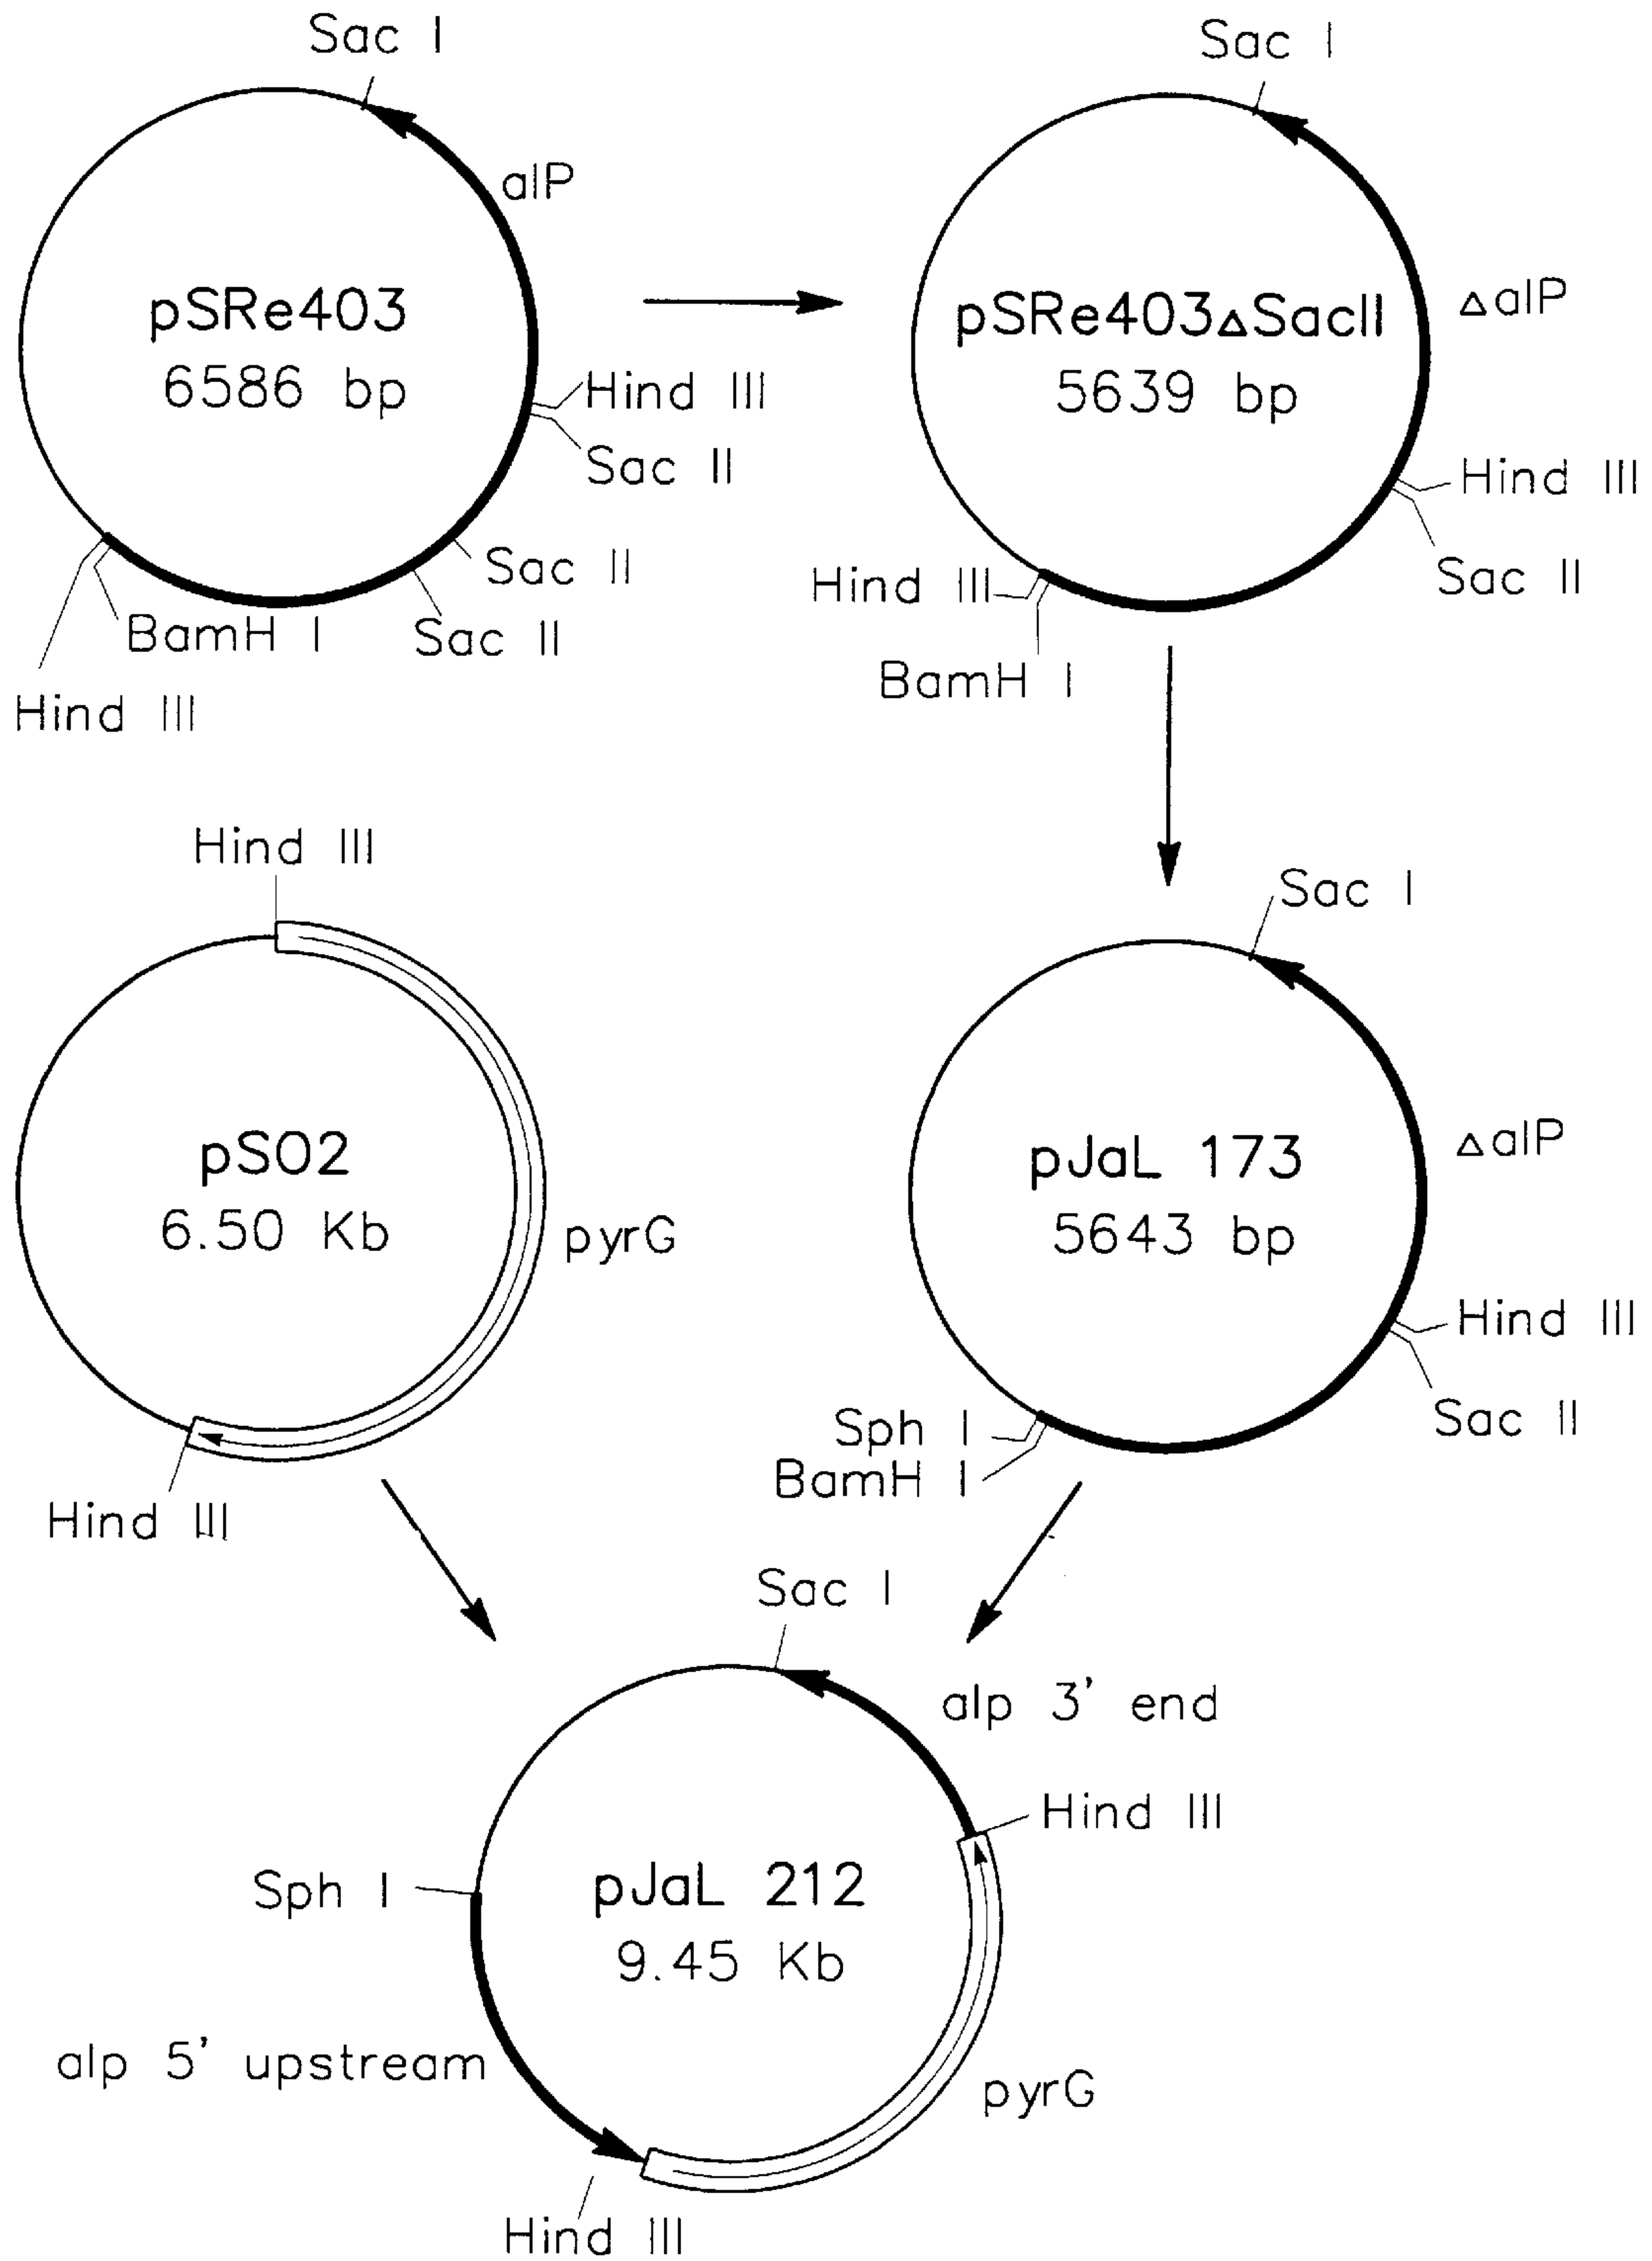 Sac I
alP
pSRe403
6586 bp
Hind III
Sac II
Sac II
Sac II
BamH I
Hind III
Sac I
pSRe403ΔSacII
5639 bp
ΔalP
Hind III
Sac II
Hind III
BamH I
Hind III
pSO2
6.50 Kb
pyrG
Hind III
Sac I
pJaL 173
5643 bp
ΔalP
Hind III
Sac II
Sph I
BamH I
Sac I
alp 3' end
Hind III
Sph I
pJaL 212
9.45 Kb
alp 5' upstream
pyrG
Hind III